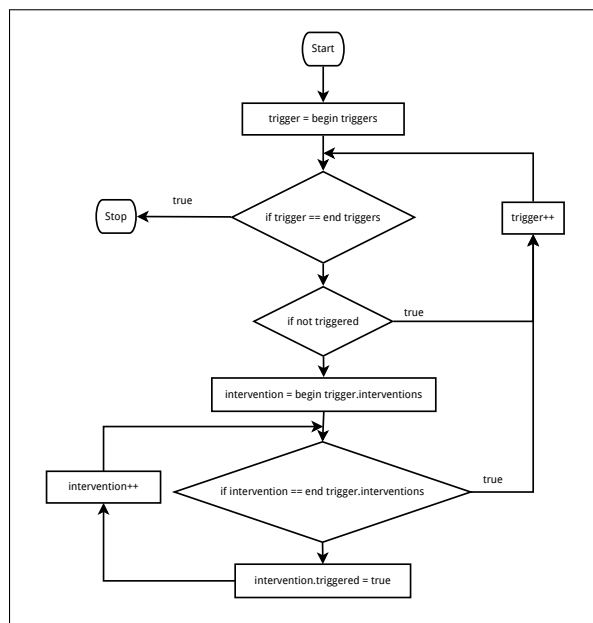 Start
trigger = begin triggers
true
Stop
if trigger == end triggers
trigger++
if not triggered
true
intervention = begin trigger.interventions
intervention++
if intervention == end trigger.interventions
true
intervention.triggered = true